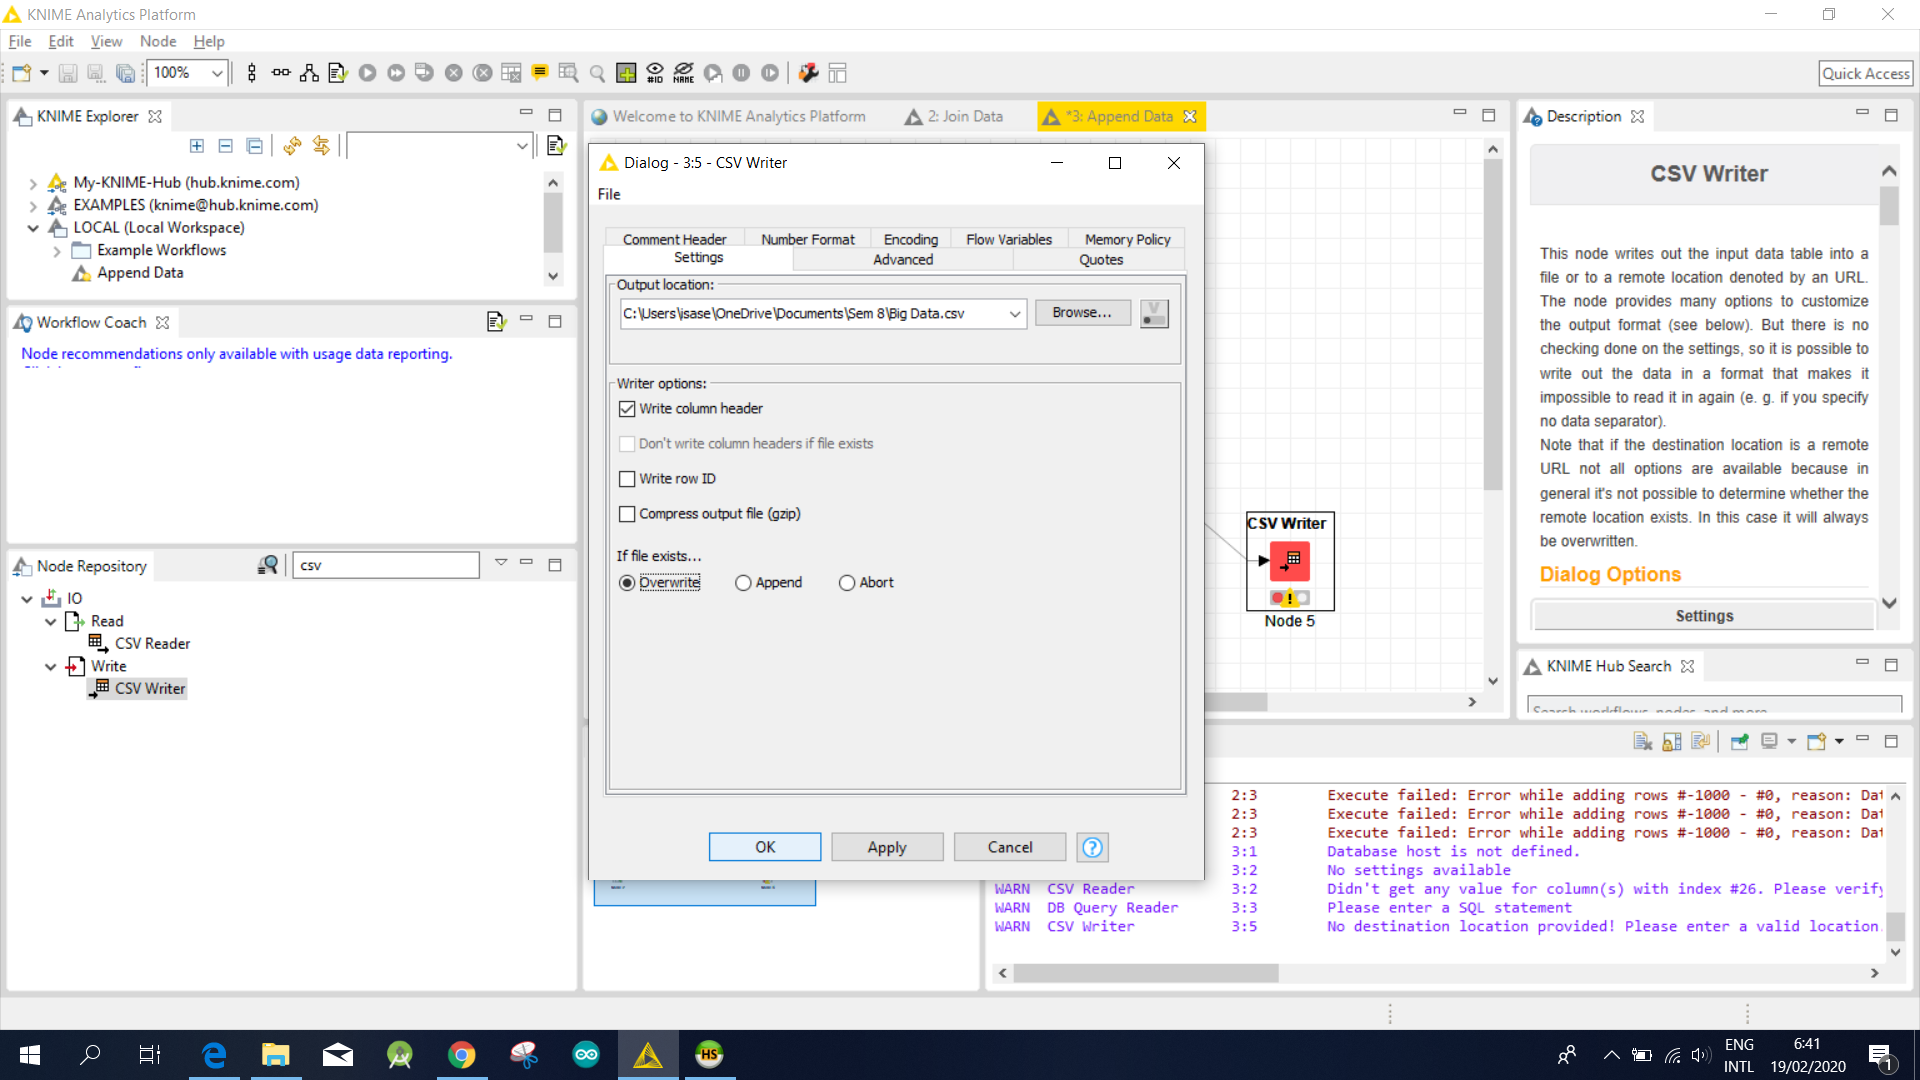 KNIME Analytics Platform
File Edit View Node Help
100%
#ID
NAME
Quick Access
KNIME Explorer
My-KNIME-Hub (hub.knime.com)
EXAMPLES (knime@hub.knime.com)
LOCAL (Local Workspace)
Example Workflows
Append Data
Workflow Coach
Node recommendations only available with usage data reporting.
Node Repository
csv
IO
Read
CSV Reader
Write
CSV Writer
Welcome to KNIME Analytics Platform
2: Join Data
*3: Append Data
Dialog - 3:5 - CSV Writer
File
Comment Header Number Format Encoding Flow Variables Memory Policy
Settings Advanced Quotes
Output location:
C:\Users\isase\OneDrive\Documents\Sem 8\Big Data.csv
Browse...
V
Writer options:
Write column header
Don't write column headers if file exists
Write row ID
Compress output file (gzip)
If file exists...
Overwrite Append Abort
OK Apply Cancel ?
CSV Writer
Node 5
Description
CSV Writer
This node writes out the input data table into a
file or to a remote location denoted by an URL.
The node provides many options to customize
the output format (see below). But there is no
checking done on the settings, so it is possible to
write out the data in a format that makes it
impossible to read it in again (e. g. if you specify
no data separator).
Note that if the destination location is a remote
URL not all options are available because in
general it's not possible to determine whether the
remote location exists. In this case it will always
be overwritten.
Dialog Options
Settings
KNIME Hub Search
Search workflows, nodes, and more
2:3 Execute failed: Error while adding rows #-1000 - #0, reason: Dat
2:3 Execute failed: Error while adding rows #-1000 - #0, reason: Dat
2:3 Execute failed: Error while adding rows #-1000 - #0, reason: Dat
3:1 Database host is not defined.
3:2 No settings available
WARN CSV Reader 3:2 Didn't get any value for column(s) with index #26. Please verify
WARN DB Query Reader 3:3 Please enter a SQL statement
WARN CSV Writer 3:5 No destination location provided! Please enter a valid location.
HS
ENG
INTL
6:41
19/02/2020
1